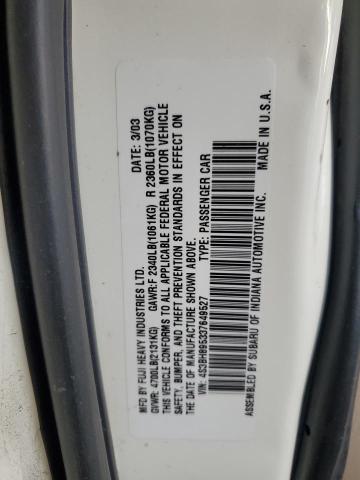 MFD BY FUJI HEAVY INDUSTRIES LTD. DATE: 3/03
GVWR: 4700LB(2131KG) GAWR:F 2340LB(1061KG) R 2360LB(1070KG)
THIS VEHICLE CONFORMS TO ALL APPLICABLE FEDERAL MOTOR VEHICLE
SAFETY, BUMPER, AND THEFT PREVENTION STANDARDS IN EFFECT ON
THE DATE OF MANUFACTURE SHOWN ABOVE.
VIN: 4S3BH895337649527 TYPE: PASSENGER CAR
ASSEMBLED BY SUBARU OF INDIANA AUTOMOTIVE INC. MADE IN U.S.A.